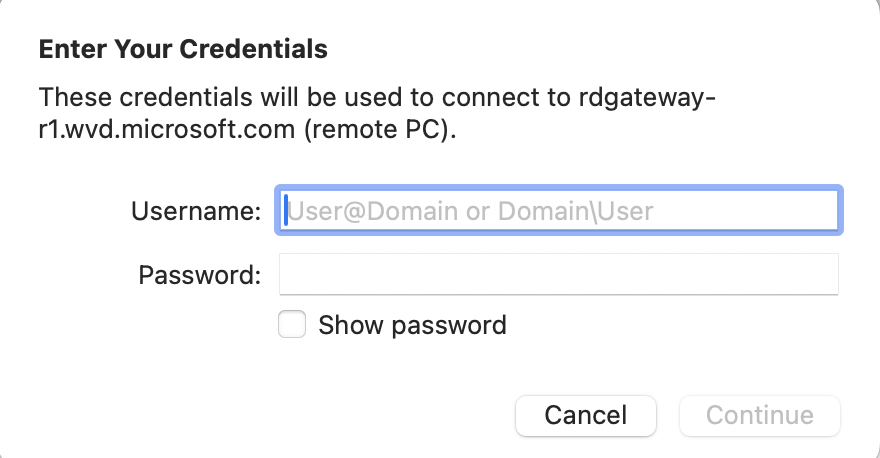 Enter Your Credentials
These credentials will be used to connect to rdgateway-
r1.wvd.microsoft.com (remote PC).
Username: User@Domain or Domain\User
Password:
Show password
Cancel Continue